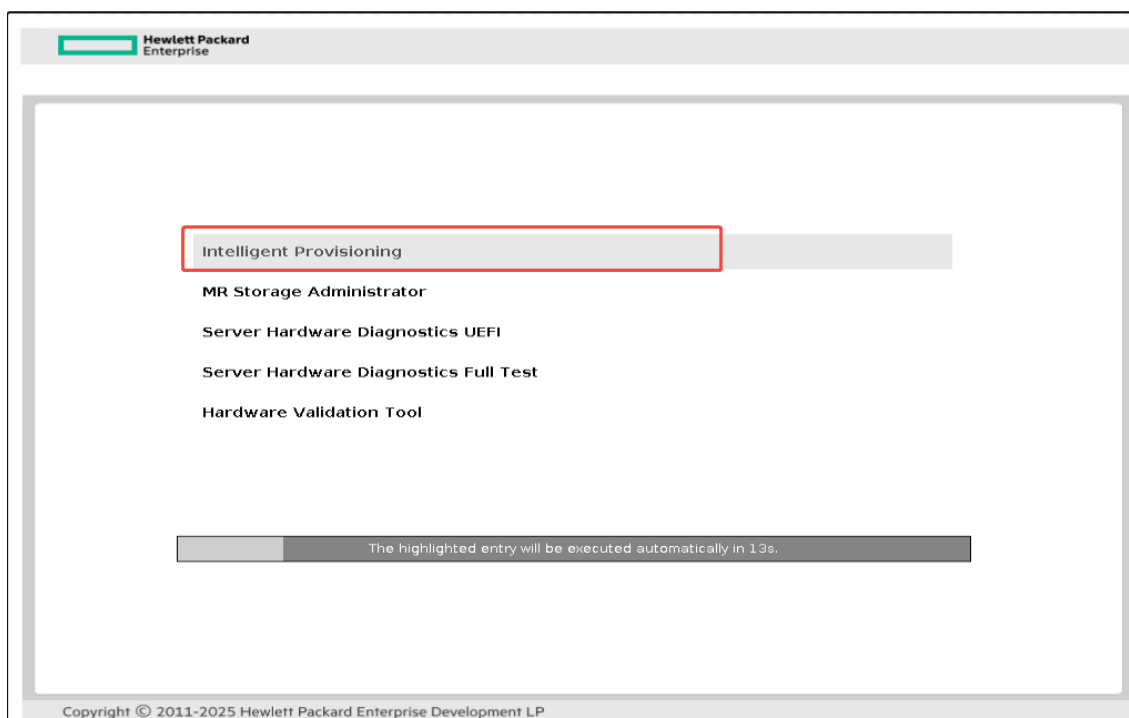 Hewlett Packard
Enterprise
Intelligent Provisioning
MR Storage Administrator
Server Hardware Diagnostics UEFI
Server Hardware Diagnostics Full Test
Hardware Validation Tool
The highlighted entry will be executed automatically in 13s.
Copyright © 2011-2025 Hewlett Packard Enterprise Development LP